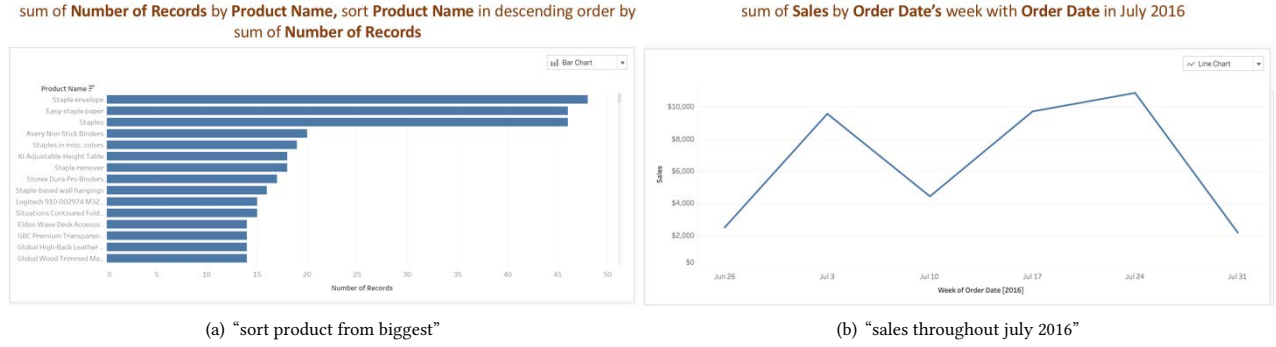 sum of Number of Records by Product Name, sort Product Name in descending order by
sum of Number of Records
Bar Chart
Product Name
Staple envelope
Easy-staple paper
Staples
Avery Non-Stick Binders
Staples in misc. colors
KI Adjustable-Height Table
Staple remover
Storex Dura Pro Binders
Staple-based wall hangings
Logitech 910-002974 M32..
Situations Contoured Fold..
Eldon Wave Desk Accesso..
GBC Premium Transparen..
Global High-Back Leather ..
Global Wood Trimmed Ma..
0 5 10 15 20 25 30 35 40 45 50
Number of Records
(a) “sort product from biggest”
sum of Sales by Order Date’s week with Order Date in July 2016
Line Chart
$10,000
$8,000
$6,000
$4,000
$2,000
$0
Sales
Jun 26 Jul 3 Jul 10 Jul 17 Jul 24 Jul 31
Week of Order Date [2016]
(b) “sales throughout july 2016”